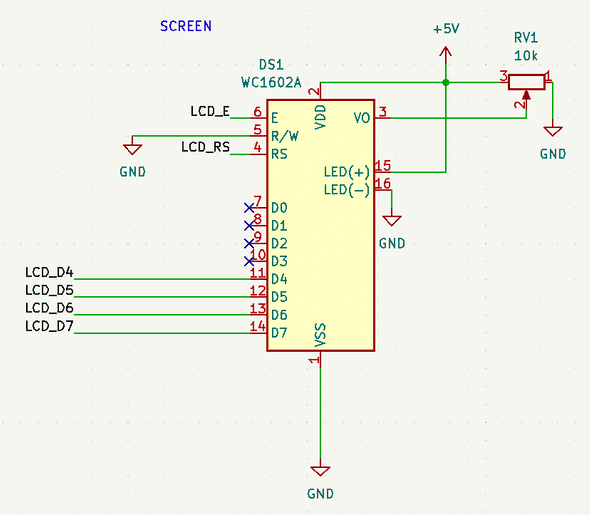 SCREEN
+5V
RV1
10k
DS1
WC1602A
3 1
2
2
VDD
LCD_E 6 E VO 3
5 R/W
LCD_RS 4 RS
GND
GND
LED(+) 15
LED(-) 16
GND
7 D0
8 D1
9 D2
10 D3
LCD_D4 11 D4
LCD_D5 12 D5
LCD_D6 13 D6
LCD_D7 14 D7
VSS
1
GND